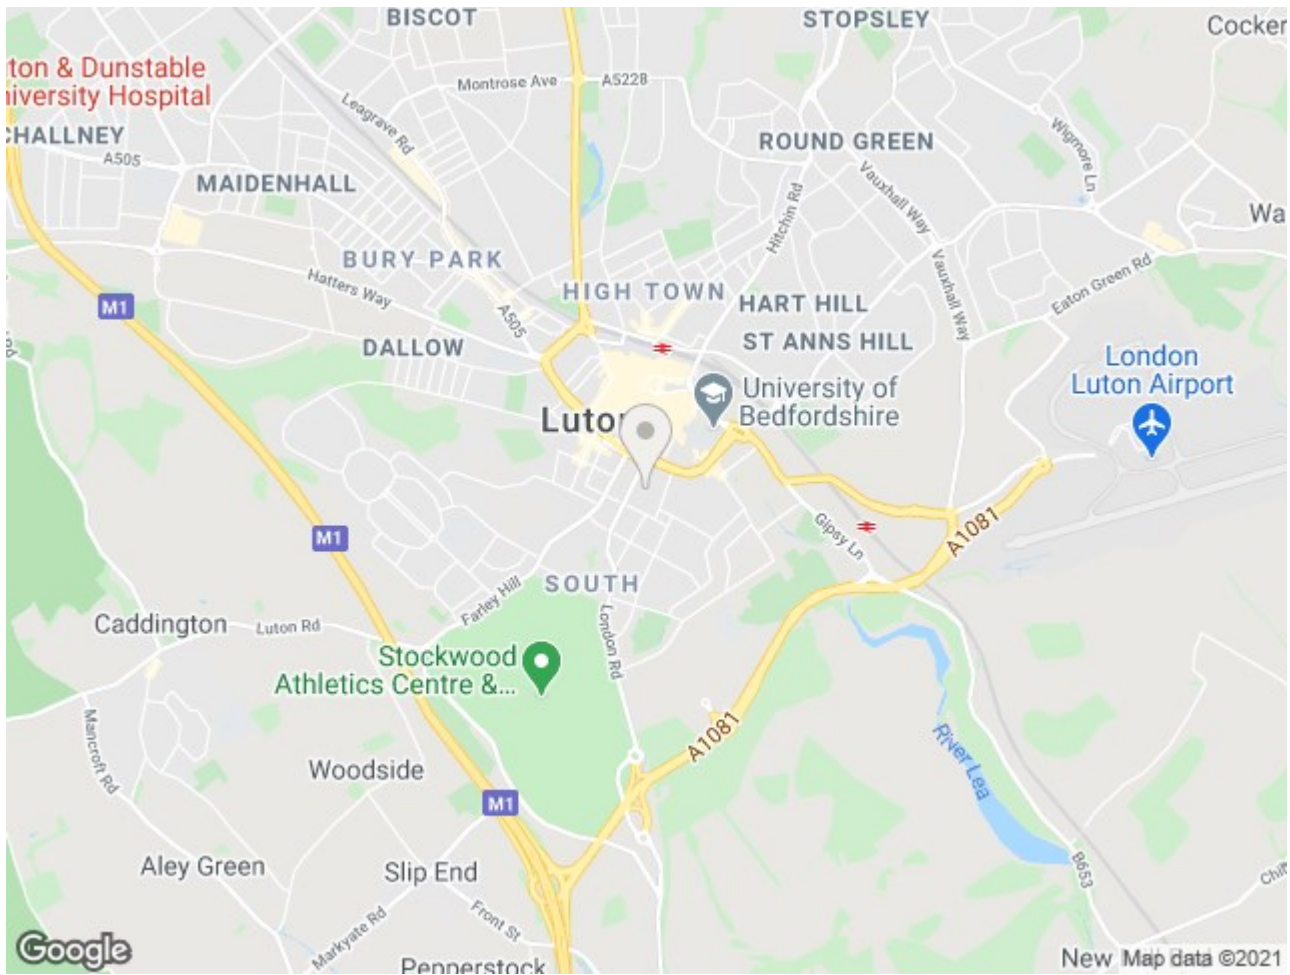 BISCOT
STOPSLEY
Cocker
ton & Dunstable
niversity Hospital
Montrose Ave
A5228
Leagrave Rd
CHALLNEY
A505
ROUND GREEN
Wigmore Ln
MAIDENHALL
Vauxhall Way
Hitchin Rd
Wa
BURY PARK
Hatters Way
HIGH TOWN
Vauxhall Way
Eaton Green Rd
M1
A505
HART HILL
DALLOW
ST ANNS HILL
London
Luton Airport
University of
Bedfordshire
Luto
M1
Gipsy Ln
A1081
SOUTH
Farley Hill
Caddington
Luton Rd
London Rd
Stockwood
Athletics Centre &...
Mancroft Rd
A1081
River Lea
Woodside
M1
Aley Green
Slip End
B653
Chil
Front St
Markyate Rd
Google
Pepperstock
New
Map data ©2021